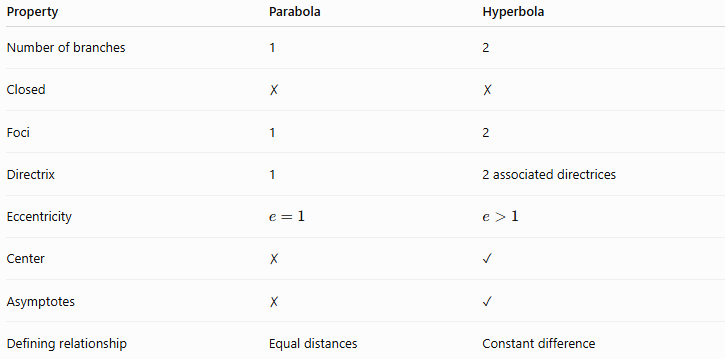 Property Parabola Hyperbola
Number of branches 1 2
Closed ✗ ✗
Foci 1 2
Directrix 1 2 associated directrices
Eccentricity e = 1 e > 1
Center ✗ ✓
Asymptotes ✗ ✓
Defining relationship Equal distances Constant difference